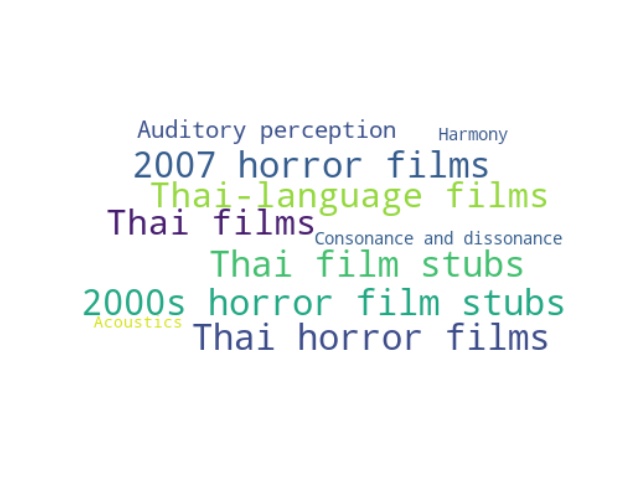 Auditory perception
Harmony
2007 horror films
Thai-language films
Thai films
Consonance and dissonance
Thai film stubs
2000s horror film stubs
Acoustics
Thai horror films